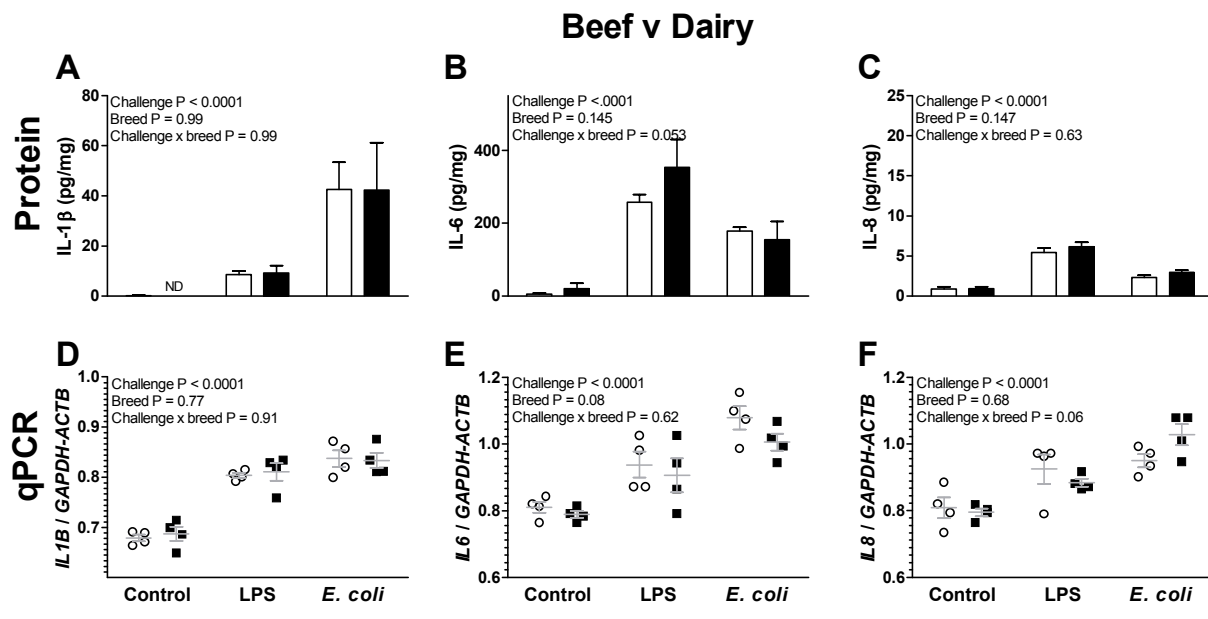 Beef v Dairy
Protein
A
Challenge P < 0.0001
Breed P = 0.99
Challenge x breed P = 0.99
IL-1β (pg/mg)
80
60
40
20
0
ND
B
Challenge P <.0001
Breed P = 0.145
Challenge x breed P = 0.053
IL-6 (pg/mg)
400
200
0
C
Challenge P < 0.0001
Breed P = 0.147
Challenge x breed P = 0.63
IL-8 (pg/mg)
25
20
15
10
5
0
qPCR
D
Challenge P < 0.0001
Breed P = 0.77
Challenge x breed P = 0.91
IL1B / GAPDH-ACTB
1.0
0.9
0.8
0.7
Control
LPS
E. coli
E
Challenge P < 0.0001
Breed P = 0.08
Challenge x breed P = 0.62
IL6 / GAPDH-ACTB
1.2
1.0
0.8
0.6
Control
LPS
E. coli
F
Challenge P < 0.0001
Breed P = 0.68
Challenge x breed P = 0.06
IL8 / GAPDH-ACTB
1.2
1.0
0.8
0.6
Control
LPS
E. coli